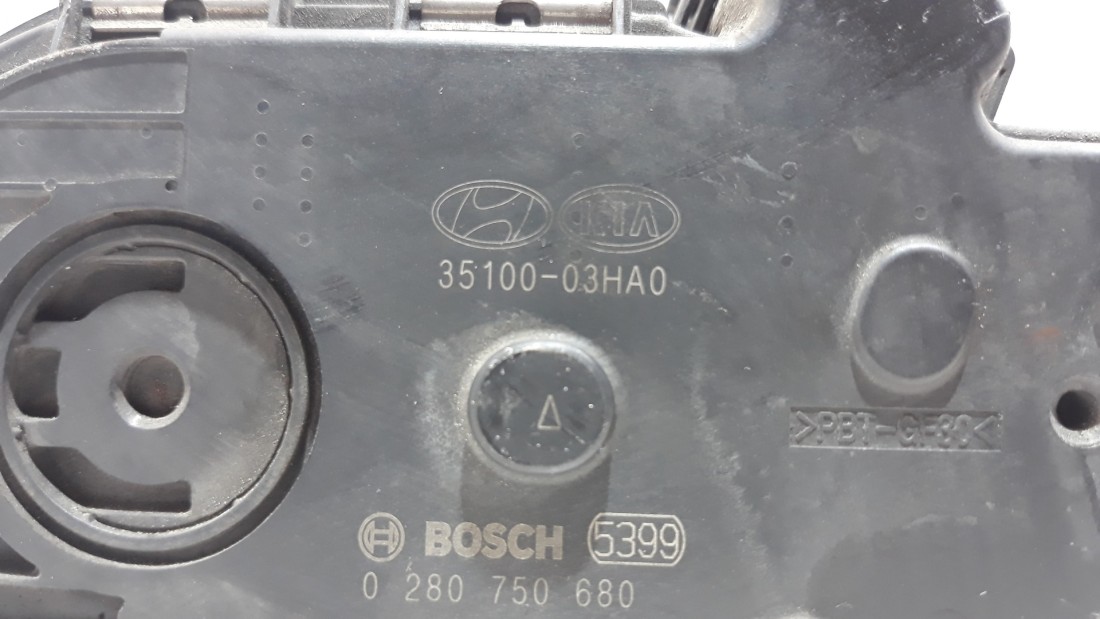 KIA
35100-03HA0
Δ
>PBT-GF30<
BOSCH 5399
0 280 750 680